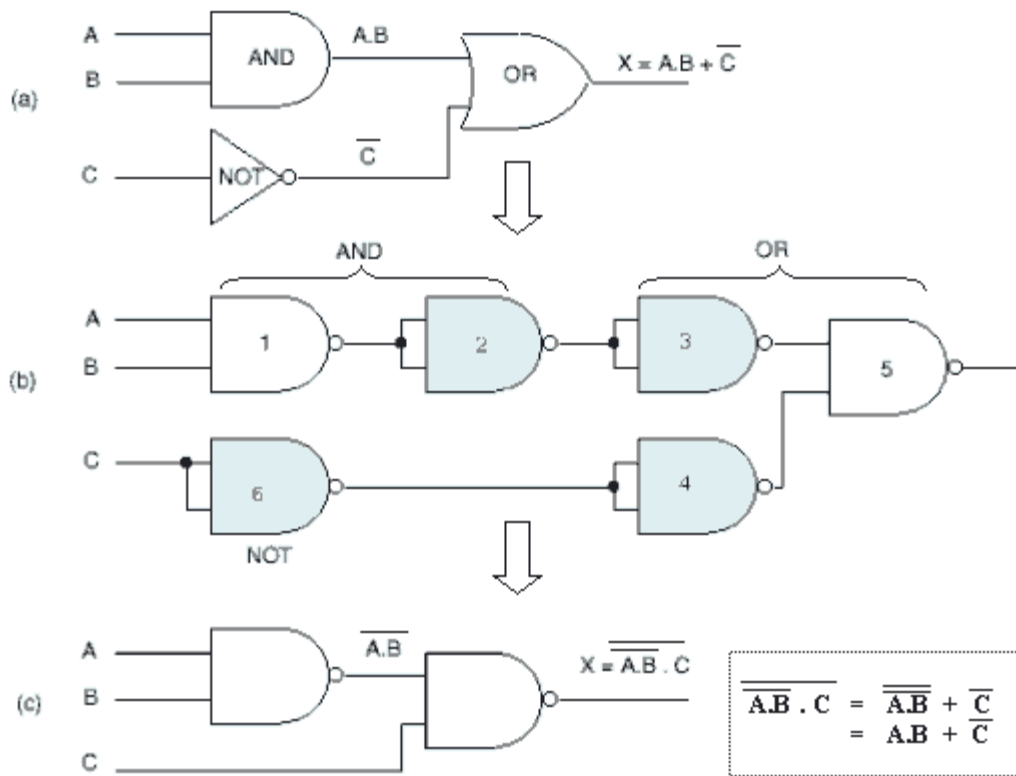 A
B
A.B
AND
OR
X = A.B + C̅
(a)
C
NOT
C̅
AND
OR
A
B
1
2
3
5
(b)
C
6
4
NOT
A
B
A̅.̅B̅
X = A̿.̿B̿ ̅.̅ ̅C̅
(c)
C
A̿.̿B̿ ̅.̅ ̅C̅ = A̿.̿B̿ + C̅
= A.B + C̅